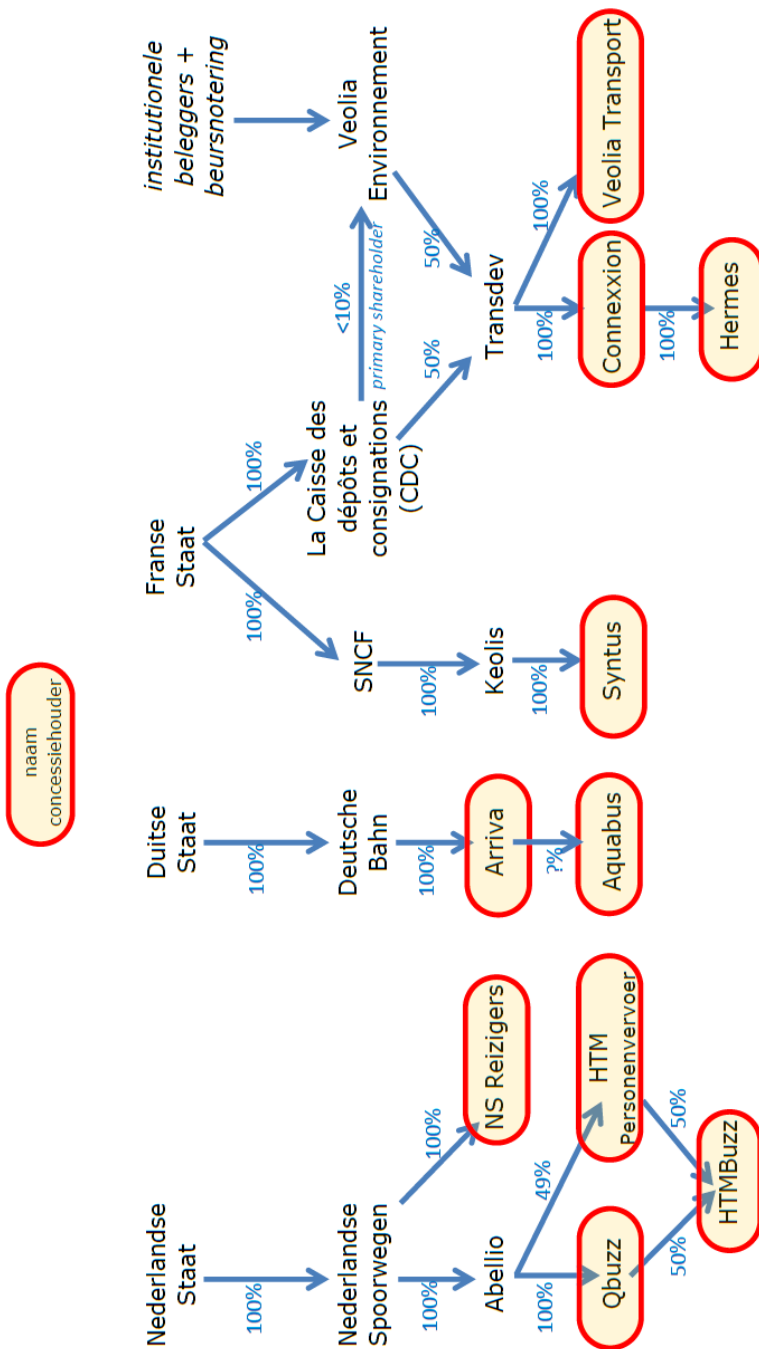 naam
concessiehouder
Nederlandse
Staat
Duitse
Staat
Franse
Staat
institutionele
beleggers +
beursnotering
100%
100%
100%
100%
Nederlandse
Spoorwegen
Deutsche
Bahn
SNCF
La Caisse des
dépôts et
consignations
(CDC)
<10%
primary shareholder
Veolia
Environnement
100%
100%
100%
100%
50%
50%
Abellio
NS Reizigers
Arriva
Keolis
Transdev
100%
49%
?%
100%
100%
100%
Qbuzz
HTM
Personenvervoer
Aquabus
Syntus
Connexxion
Veolia Transport
50%
50%
100%
HTMBuzz
Hermes